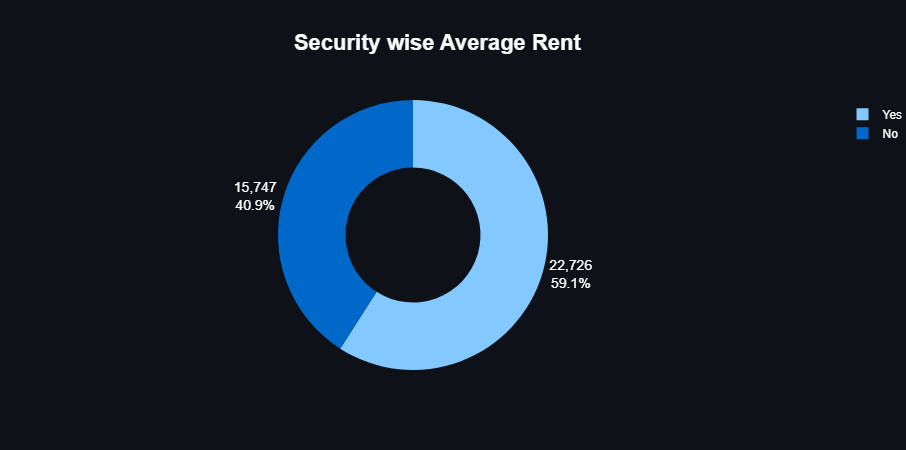 Security wise Average Rent
Yes
No
15,747
40.9%
22,726
59.1%